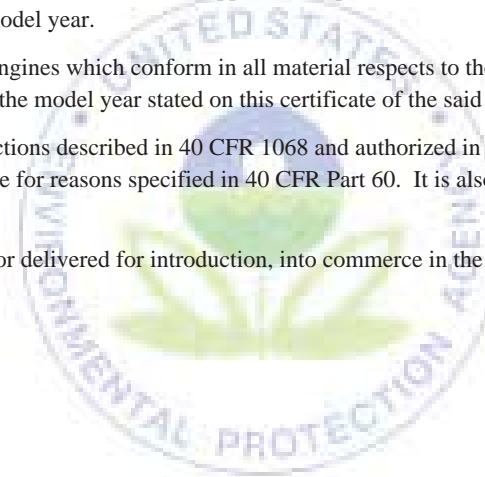 odel year.
ngines which conform in all material respects to the
the model year stated on this certificate of the said
ctions described in 40 CFR 1068 and authorized in
e for reasons specified in 40 CFR Part 60. It is also
or delivered for introduction, into commerce in the
UNITED STATES
ENVIRONMENTAL PROTECTION AGENCY